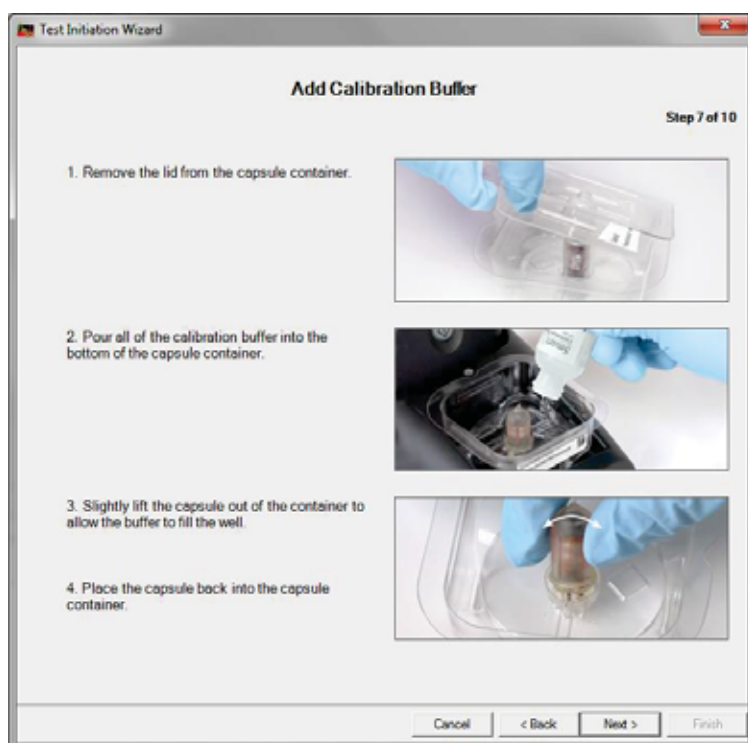 Test Initiation Wizard
Add Calibration Buffer
Step 7 of 10
1. Remove the lid from the capsule container.
2. Pour all of the calibration buffer into the
bottom of the capsule container.
3. Slightly lift the capsule out of the container to
allow the buffer to fill the well.
4. Place the capsule back into the capsule
container.
Cancel
< Back
Next >
Finish